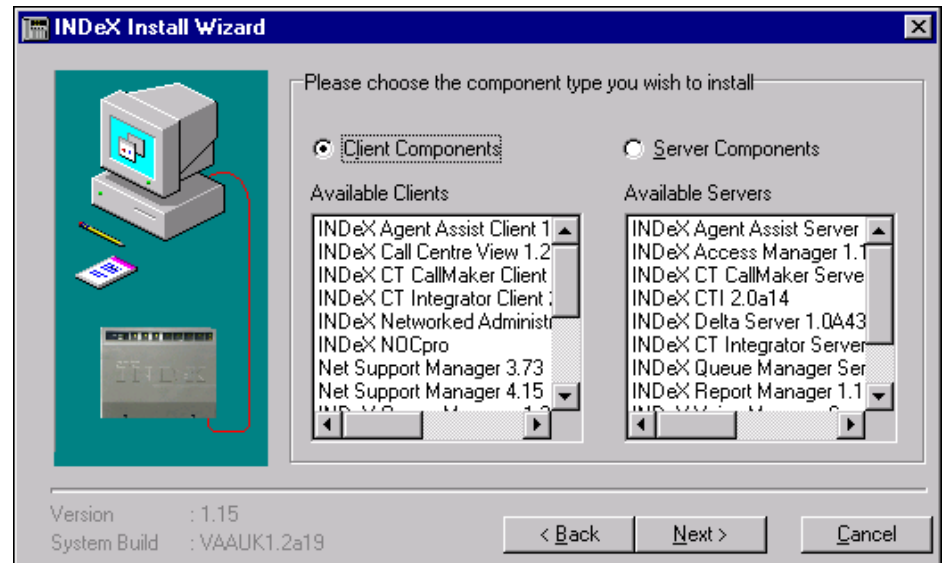 INDeX Install Wizard
Please choose the component type you wish to install
Client Components
Server Components
Available Clients
Available Servers
INDeX Agent Assist Client 1
INDeX Call Centre View 1.2
INDeX CT CallMaker Client
INDeX CT Integrator Client
INDeX Networked Administr
INDeX NOCpro
Net Support Manager 3.73
Net Support Manager 4.15
INDeX Agent Assist Server
INDeX Access Manager 1.1
INDeX CT CallMaker Serve
INDeX CTI 2.0a14
INDeX Delta Server 1.0A43
INDeX CT Integrator Server
INDeX Queue Manager Ser
INDeX Report Manager 1.1
INDeX
Version : 1.15
System Build : VAAUK1.2a19
< Back
Next >
Cancel